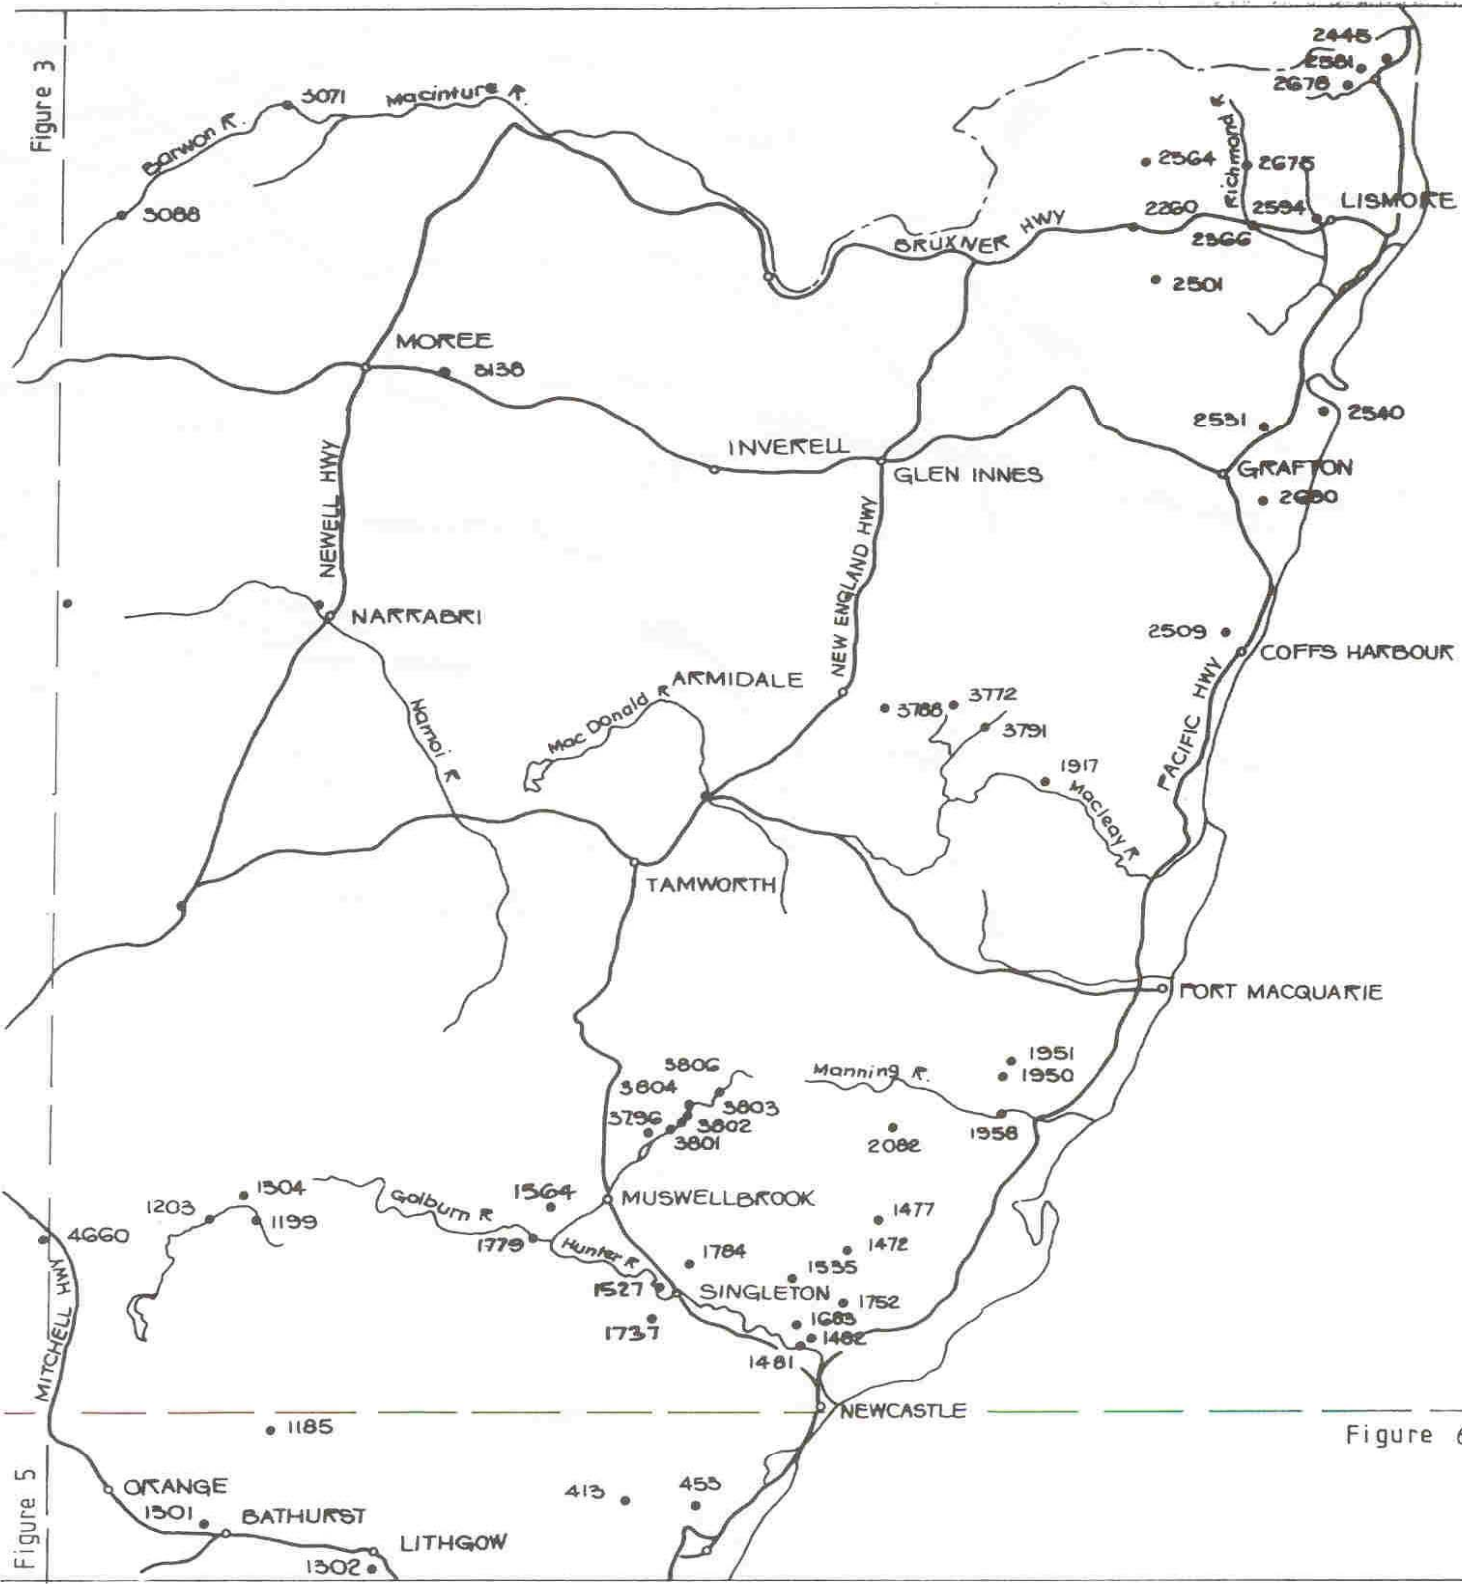 2445
2581
2678
Figure 3
3071
Macinture R.
Barwon R.
3088
Richmond R
2364
2675
LISMORE
2260
2594
2366
BRUXNER HWY
2501
MOREE
3138
2540
2531
INVERELL
GLEN INNES
GRAFTON
2680
NEWELL HWY
NEW ENGLAND HWY
NARRABRI
2509
COFFS HARBOUR
ARMIDALE
Mac Donald R
3788
3772
3791
Namoi R
PACIFIC HWY
1917
Macleay R
TAMWORTH
PORT MACQUARIE
1951
1950
Manning R.
3806
3804
3803
3796
3802
3801
1958
2082
1304
1203
1199
Golburn R
1564
MUSWELLBROOK
1477
4660
1779
Hunter R
1784
1472
1535
1527
SINGLETON
1752
1737
1683
1482
1481
MITCHELL HWY
NEWCASTLE
1185
Figure 6
Figure 5
ORANGE
413
453
1301
BATHURST
LITHGOW
1302